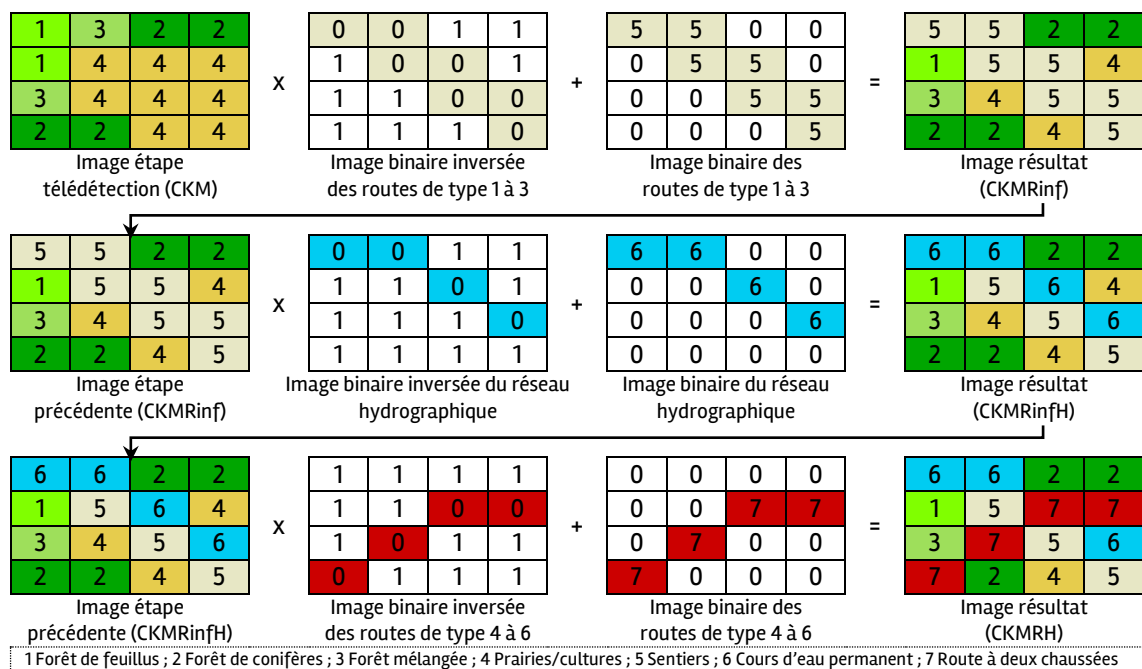 1 3 2 2 0 0 1 1 5 5 0 0 5 5 2 2
1 4 4 4 1 0 0 1 0 5 5 0 1 5 5 4
x + =
3 4 4 4 1 1 0 0 0 0 5 5 3 4 5 5
2 2 4 4 1 1 1 0 0 0 0 5 2 2 4 5
Image étape Image binaire inversée Image binaire des Image résultat
télédétection (CKM) des routes de type 1 à 3 routes de type 1 à 3 (CKMRinf)
5 5 2 2 0 0 1 1 6 6 0 0 6 6 2 2
1 5 5 4 1 1 0 1 0 0 6 0 1 5 6 4
x + =
3 4 5 5 1 1 1 0 0 0 0 6 3 4 5 6
2 2 4 5 1 1 1 1 0 0 0 0 2 2 4 5
Image étape Image binaire inversée du réseau Image binaire du réseau Image résultat
précédente (CKMRinf) hydrographique hydrographique (CKMRinfH)
6 6 2 2 1 1 1 1 0 0 0 0 6 6 2 2
1 5 6 4 1 1 0 0 0 0 7 7 1 5 7 7
x + =
3 4 5 6 1 0 1 1 0 7 0 0 3 7 5 6
2 2 4 5 0 1 1 1 7 0 0 0 7 2 4 5
Image étape Image binaire inversée Image binaire des Image résultat
précédente (CKMRinfH) des routes de type 4 à 6 routes de type 4 à 6 (CKMRH)
1 Forêt de feuillus ; 2 Forêt de conifères ; 3 Forêt mélangée ; 4 Prairies/cultures ; 5 Sentiers ; 6 Cours d'eau permanent ; 7 Route à deux chaussées